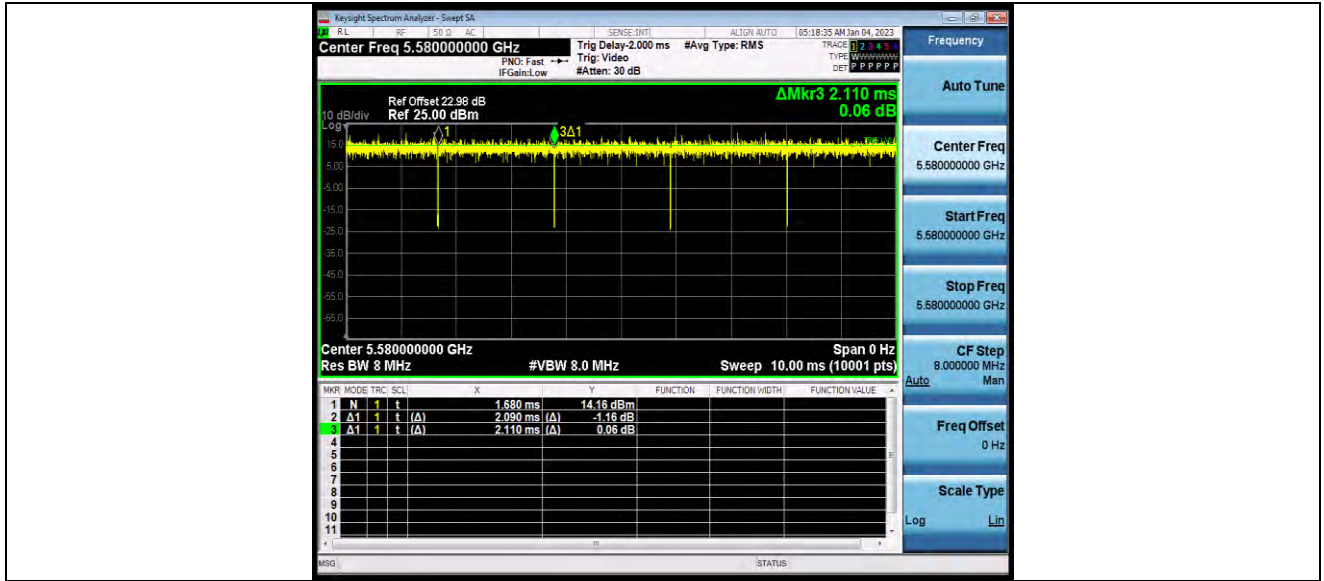 Keysight Spectrum Analyzer - Swept SA
RL RF 50 Ω AC SENSE:INT ALIGN AUTO 05:18:35 AM Jan 04, 2023
Center Freq 5.580000000 GHz
PNO: Fast
IFGain:Low
Trig Delay-2.000 ms
Trig: Video
#Atten: 30 dB
#Avg Type: RMS
TRACE 1 2 3 4 5 6
TYPE WWWWWW
DET P P P P P P
ΔMkr3 2.110 ms
0.06 dB
Ref Offset 22.98 dB
10 dB/div Ref 25.00 dBm
Log
1
3Δ1
15.0
5.00
-5.00
-15.0
-25.0
-35.0
-45.0
-55.0
-65.0
Center 5.580000000 GHz Span 0 Hz
Res BW 8 MHz #VBW 8.0 MHz Sweep 10.00 ms (10001 pts)
MKR MODE TRC SCL X Y FUNCTION FUNCTION WIDTH FUNCTION VALUE
1 N 1 t 1.680 ms 14.16 dBm
2 Δ1 1 t (Δ) 2.090 ms (Δ) -1.16 dB
3 Δ1 1 t (Δ) 2.110 ms (Δ) 0.06 dB
4
5
6
7
8
9
10
11
MSG STATUS
Frequency
Auto Tune
Center Freq
5.580000000 GHz
Start Freq
5.580000000 GHz
Stop Freq
5.580000000 GHz
CF Step
8.000000 MHz
Auto Man
Freq Offset
0 Hz
Scale Type
Log Lin